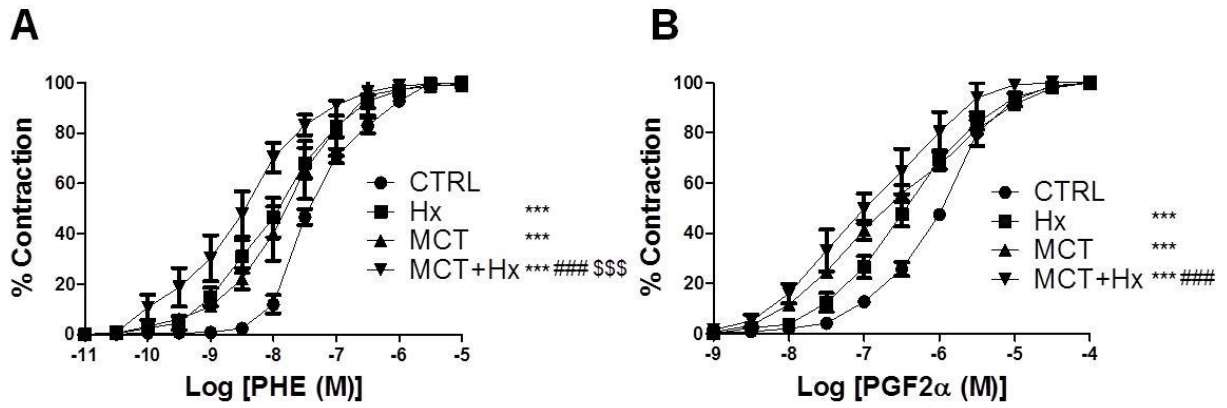 A
% Contraction
100
80
60
40
20
0
CTRL
Hx ***
MCT ***
MCT+Hx *** ### $$$
-11 -10 -9 -8 -7 -6 -5
Log [PHE (M)]
B
% Contraction
100
80
60
40
20
0
CTRL
Hx ***
MCT ***
MCT+Hx *** ###
-9 -8 -7 -6 -5 -4
Log [PGF2α (M)]